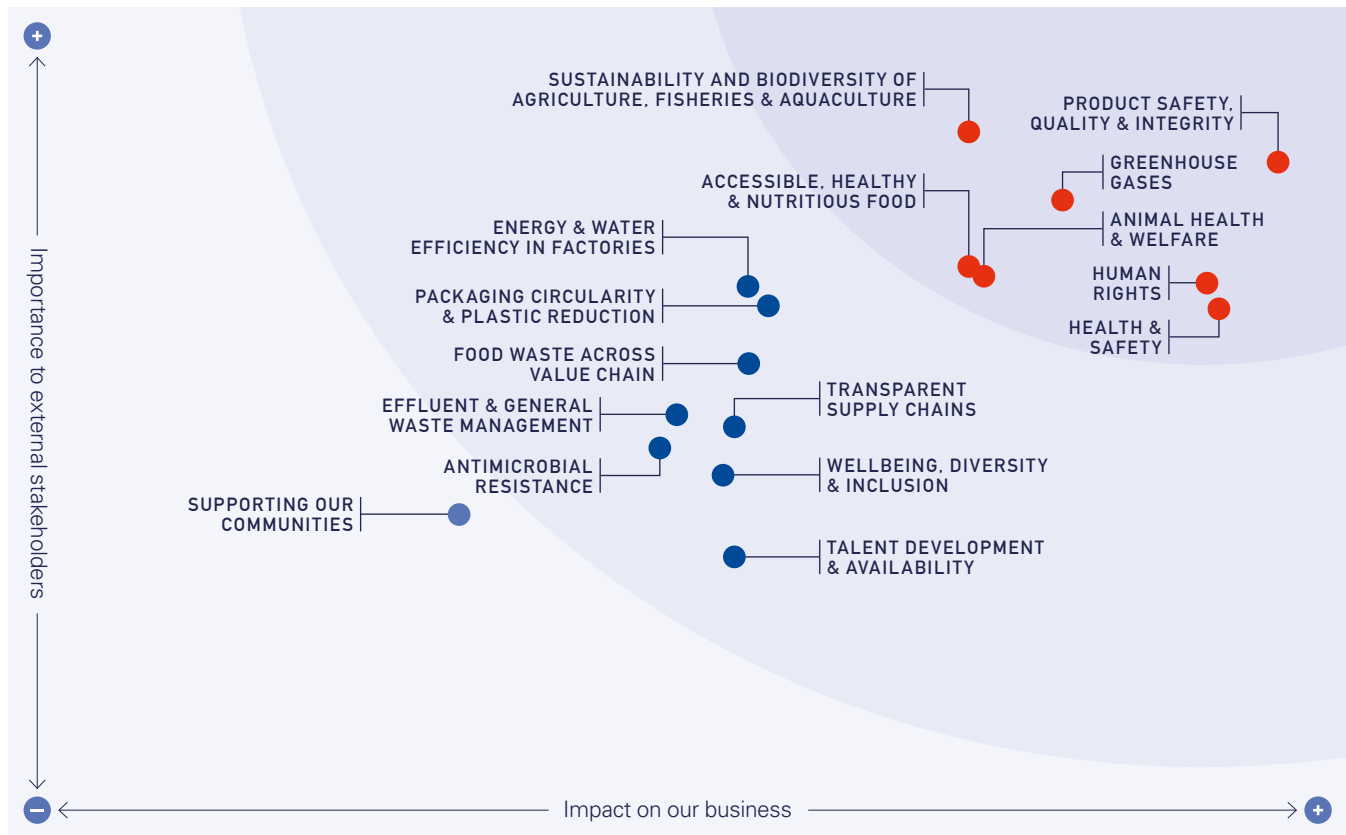 +
SUSTAINABILITY AND BIODIVERSITY OF
AGRICULTURE, FISHERIES & AQUACULTURE
PRODUCT SAFETY,
QUALITY & INTEGRITY
GREENHOUSE
GASES
ACCESSIBLE, HEALTHY
& NUTRITIOUS FOOD
ANIMAL HEALTH
& WELFARE
ENERGY & WATER
EFFICIENCY IN FACTORIES
HUMAN
RIGHTS
PACKAGING CIRCULARITY
& PLASTIC REDUCTION
HEALTH &
SAFETY
FOOD WASTE ACROSS
VALUE CHAIN
TRANSPARENT
SUPPLY CHAINS
EFFLUENT & GENERAL
WASTE MANAGEMENT
ANTIMICROBIAL
RESISTANCE
WELLBEING, DIVERSITY
& INCLUSION
SUPPORTING OUR
COMMUNITIES
TALENT DEVELOPMENT
& AVAILABILITY
Importance to external stakeholders
−
Impact on our business
+